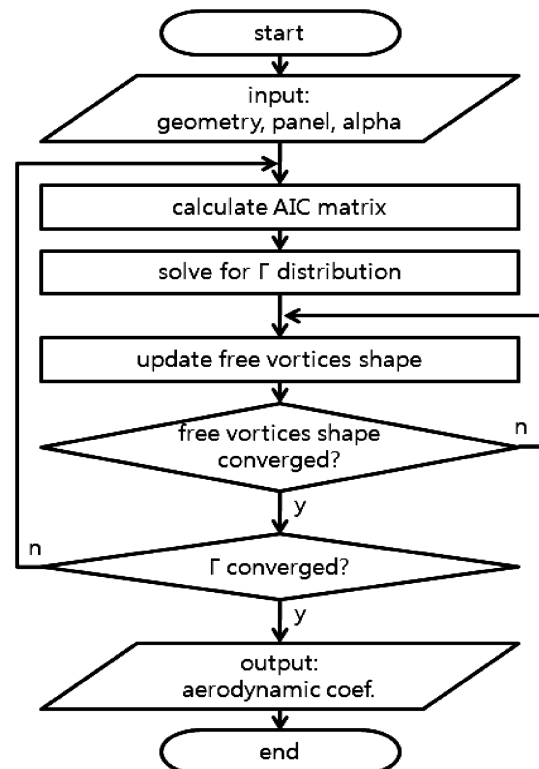 start
input:
geometry, panel, alpha
calculate AIC matrix
solve for Γ distribution
update free vortices shape
free vortices shape
converged?
n
y
n
Γ converged?
y
output:
aerodynamic coef.
end